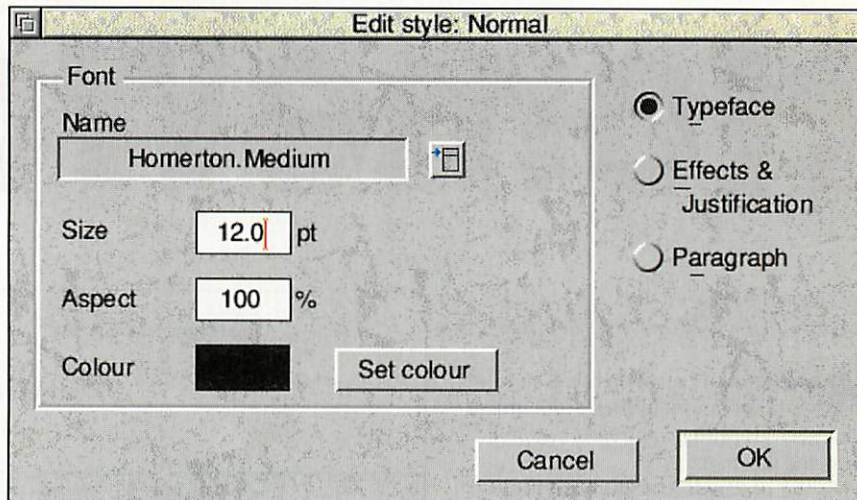 Edit style: Normal
Font
Name
Homerton.Medium
Size
12.0 pt
Aspect
100 %
Colour
Set colour
Typeface
Effects &
Justification
Paragraph
Cancel
OK